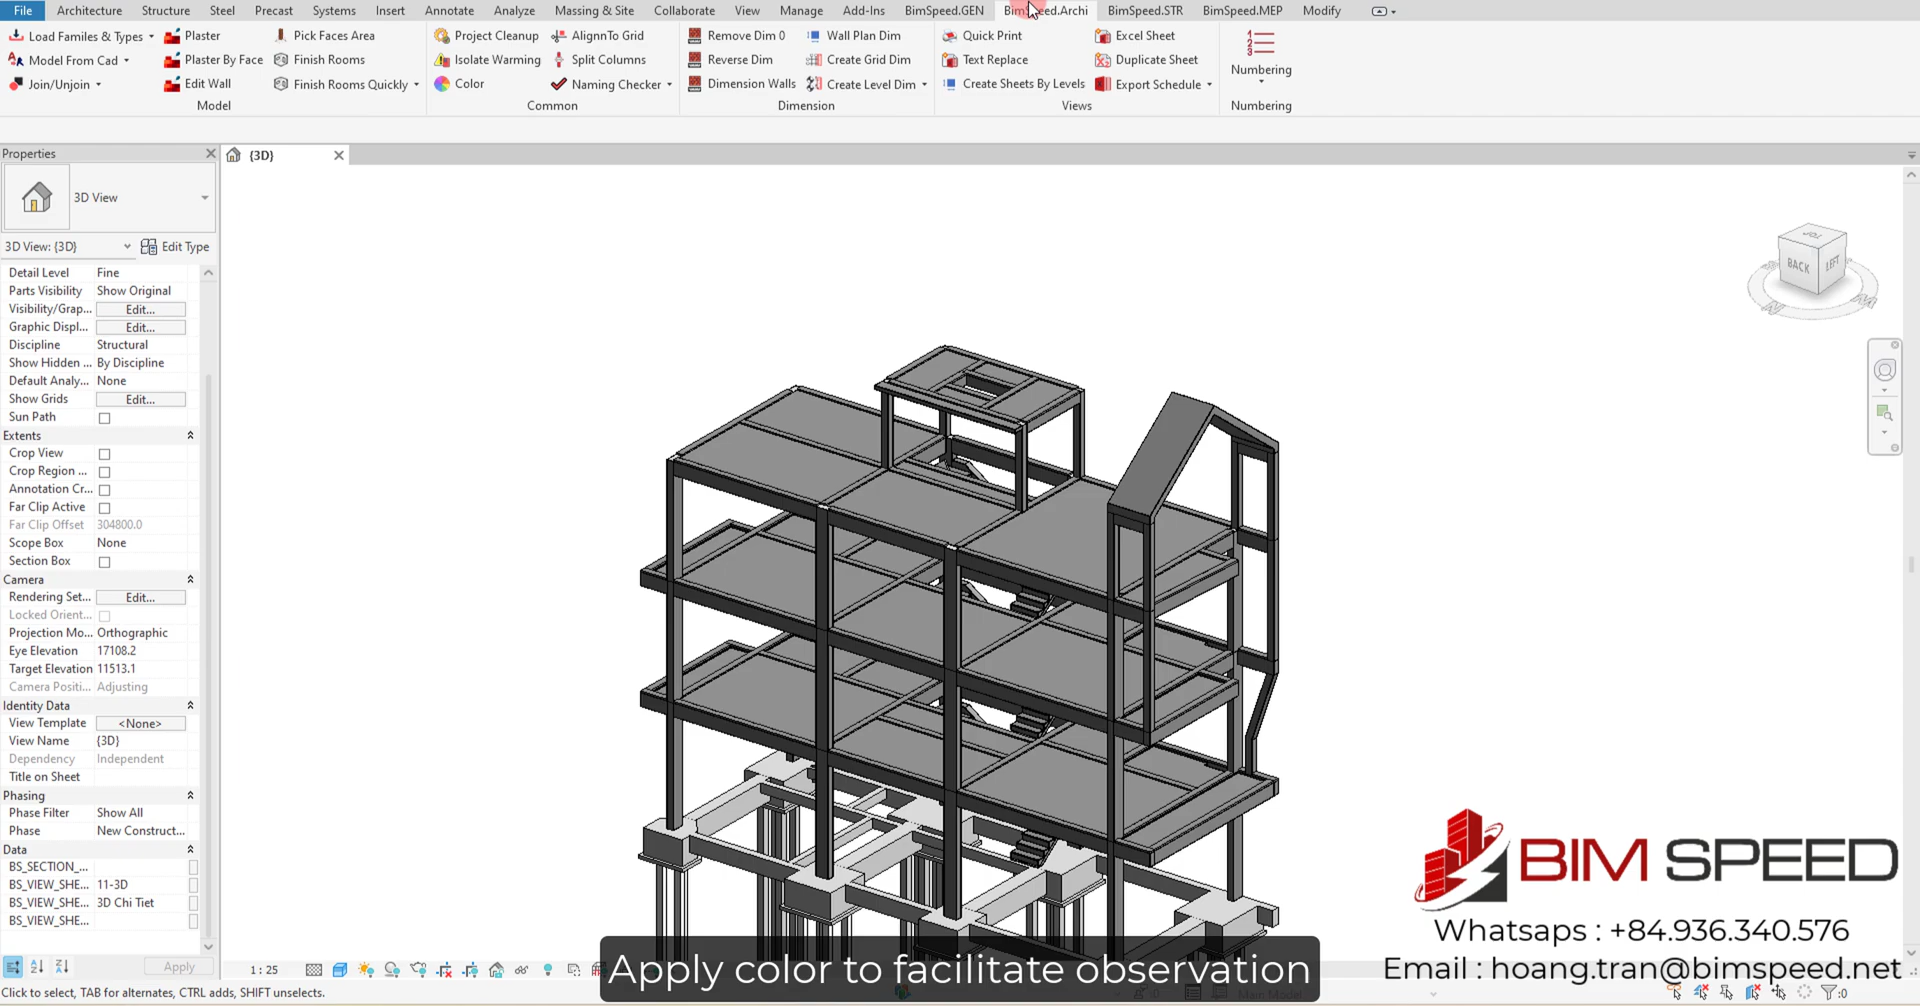 File Architecture Structure Steel Precast Systems Insert Annotate Analyze Massing & Site Collaborate View Manage Add-Ins BimSpeed.GEN BimSpeed.Archi BimSpeed.STR BimSpeed.MEP Modify
Load Familes & Types Plaster Pick Faces Area Project Cleanup AlignnTo Grid Remove Dim 0 Wall Plan Dim Quick Print Excel Sheet
Model From Cad Plaster By Face Finish Rooms Isolate Warming Split Columns Reverse Dim Create Grid Dim Text Replace Duplicate Sheet Numbering
Join/Unjoin Edit Wall Finish Rooms Quickly Color Naming Checker Dimension Walls Create Level Dim Create Sheets By Levels Export Schedule
Model Common Dimension Views Numbering
Properties {3D}
3D View
3D View: {3D} Edit Type
Detail Level Fine
Parts Visibility Show Original
Visibility/Grap... Edit...
Graphic Displ... Edit...
Discipline Structural
Show Hidden ... By Discipline
Default Analy... None
Show Grids Edit...
Sun Path
Extents
Crop View
Crop Region ...
Annotation Cr...
Far Clip Active
Far Clip Offset 304800.0
Scope Box None
Section Box
Camera
Rendering Set... Edit...
Locked Orient...
Projection Mo... Orthographic
Eye Elevation 17108.2
Target Elevation 11513.1
Camera Positi... Adjusting
Identity Data
View Template <None>
View Name {3D}
Dependency Independent
Title on Sheet
Phasing
Phase Filter Show All
Phase New Construct...
Data
BS_SECTION_...
BS_VIEW_SHE... 11-3D
BS_VIEW_SHE... 3D Chi Tiet
BS_VIEW_SHE...
Apply
1 : 25
Click to select, TAB for alternates, CTRL adds, SHIFT unselects.
TOP
BACK LEFT
BIM SPEED
Whatsaps : +84.936.340.576
Email : hoang.tran@bimspeed.net
Apply color to facilitate observation
:0